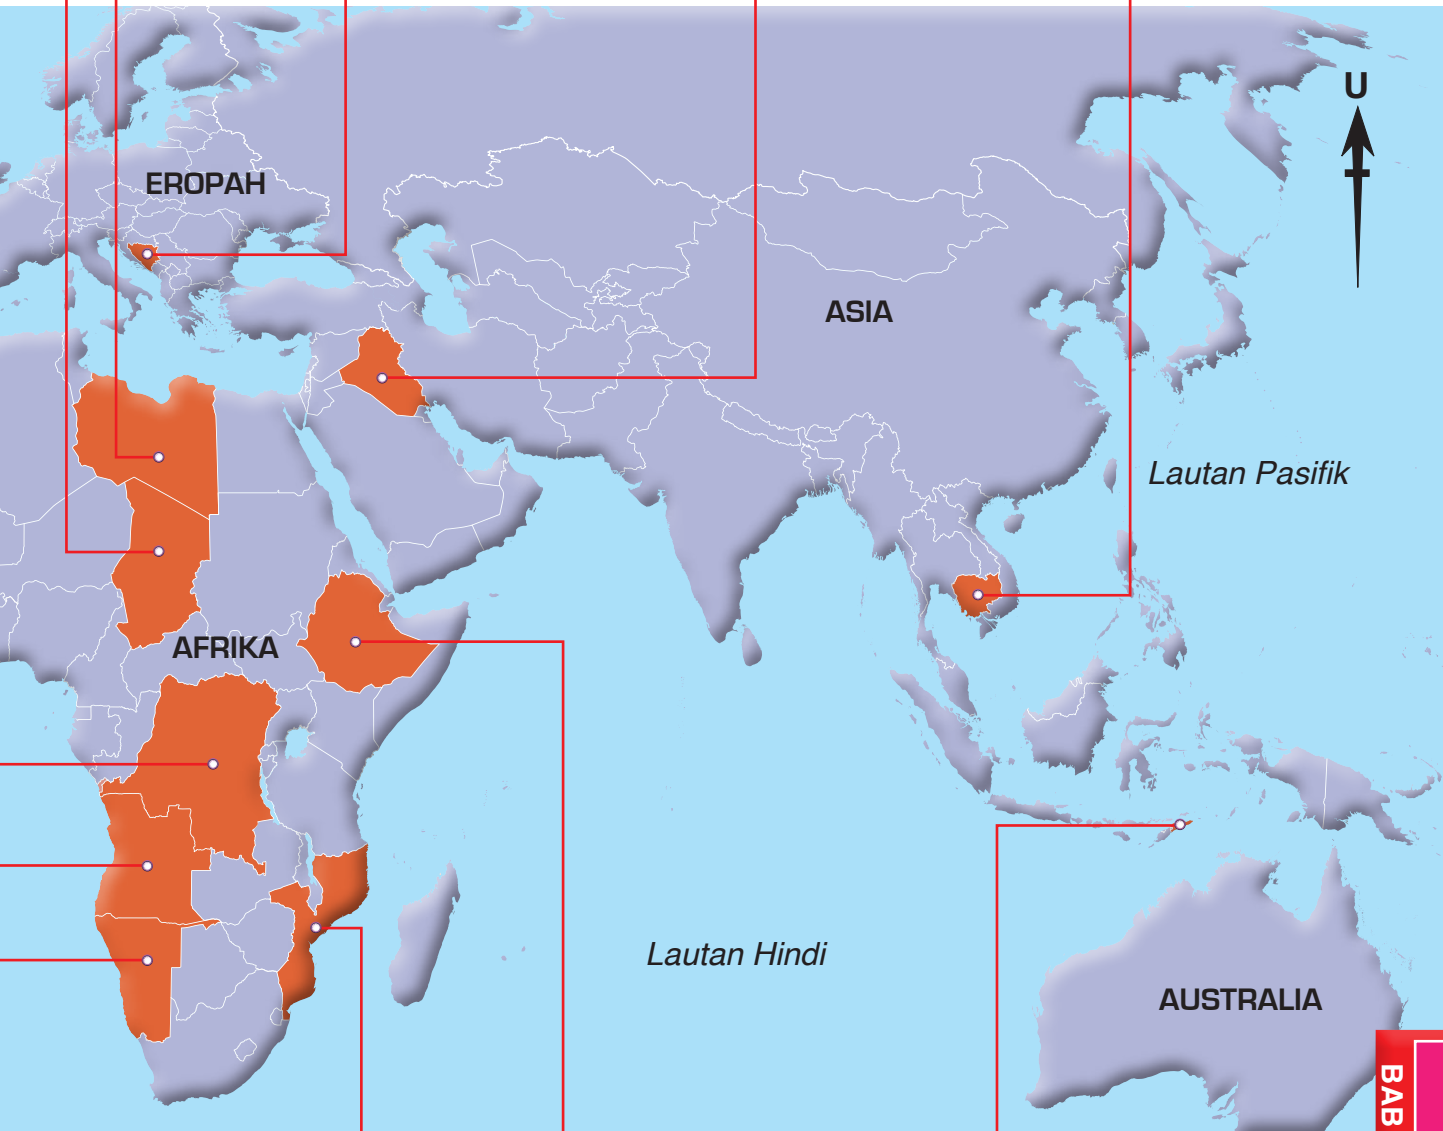 U
EROPAH
ASIA
Lautan Pasifik
AFRIKA
Lautan Hindi
AUSTRALIA
BAB